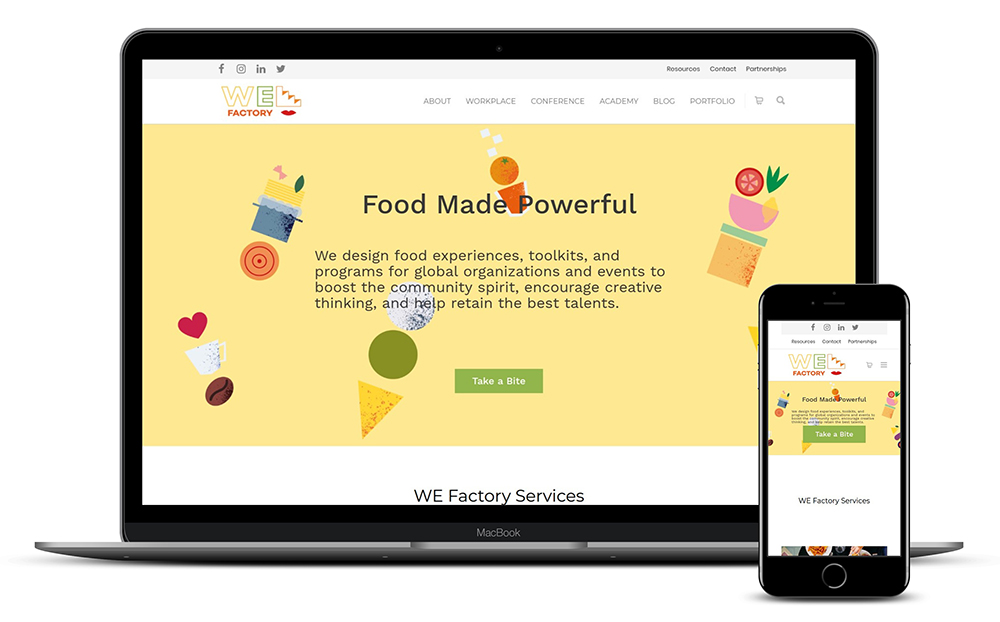 Resources Contact Partnerships
WE
FACTORY
ABOUT WORKPLACE CONFERENCE ACADEMY BLOG PORTFOLIO
Food Made Powerful
We design food experiences, toolkits, and
programs for global organizations and events to
boost the community spirit, encourage creative
thinking, and help retain the best talents.
Take a Bite
WE Factory Services
MacBook
Resources Contact Partnerships
WE
FACTORY
Food Made Powerful
We design food experiences, toolkits, and
programs for global organizations and events to
boost the community spirit, encourage creative
thinking, and help retain the best talents.
Take a Bite
WE Factory Services